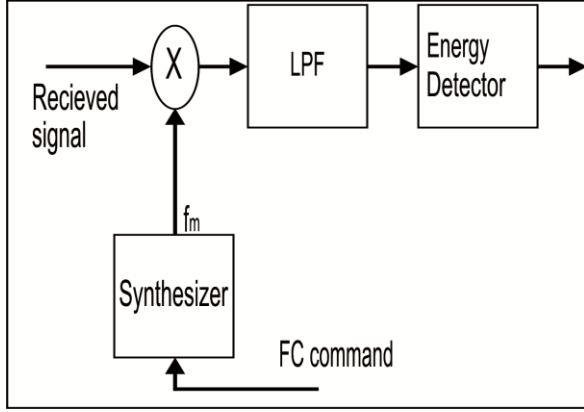 X
LPF
Energy
Detector
Recieved
signal
fm
Synthesizer
FC command